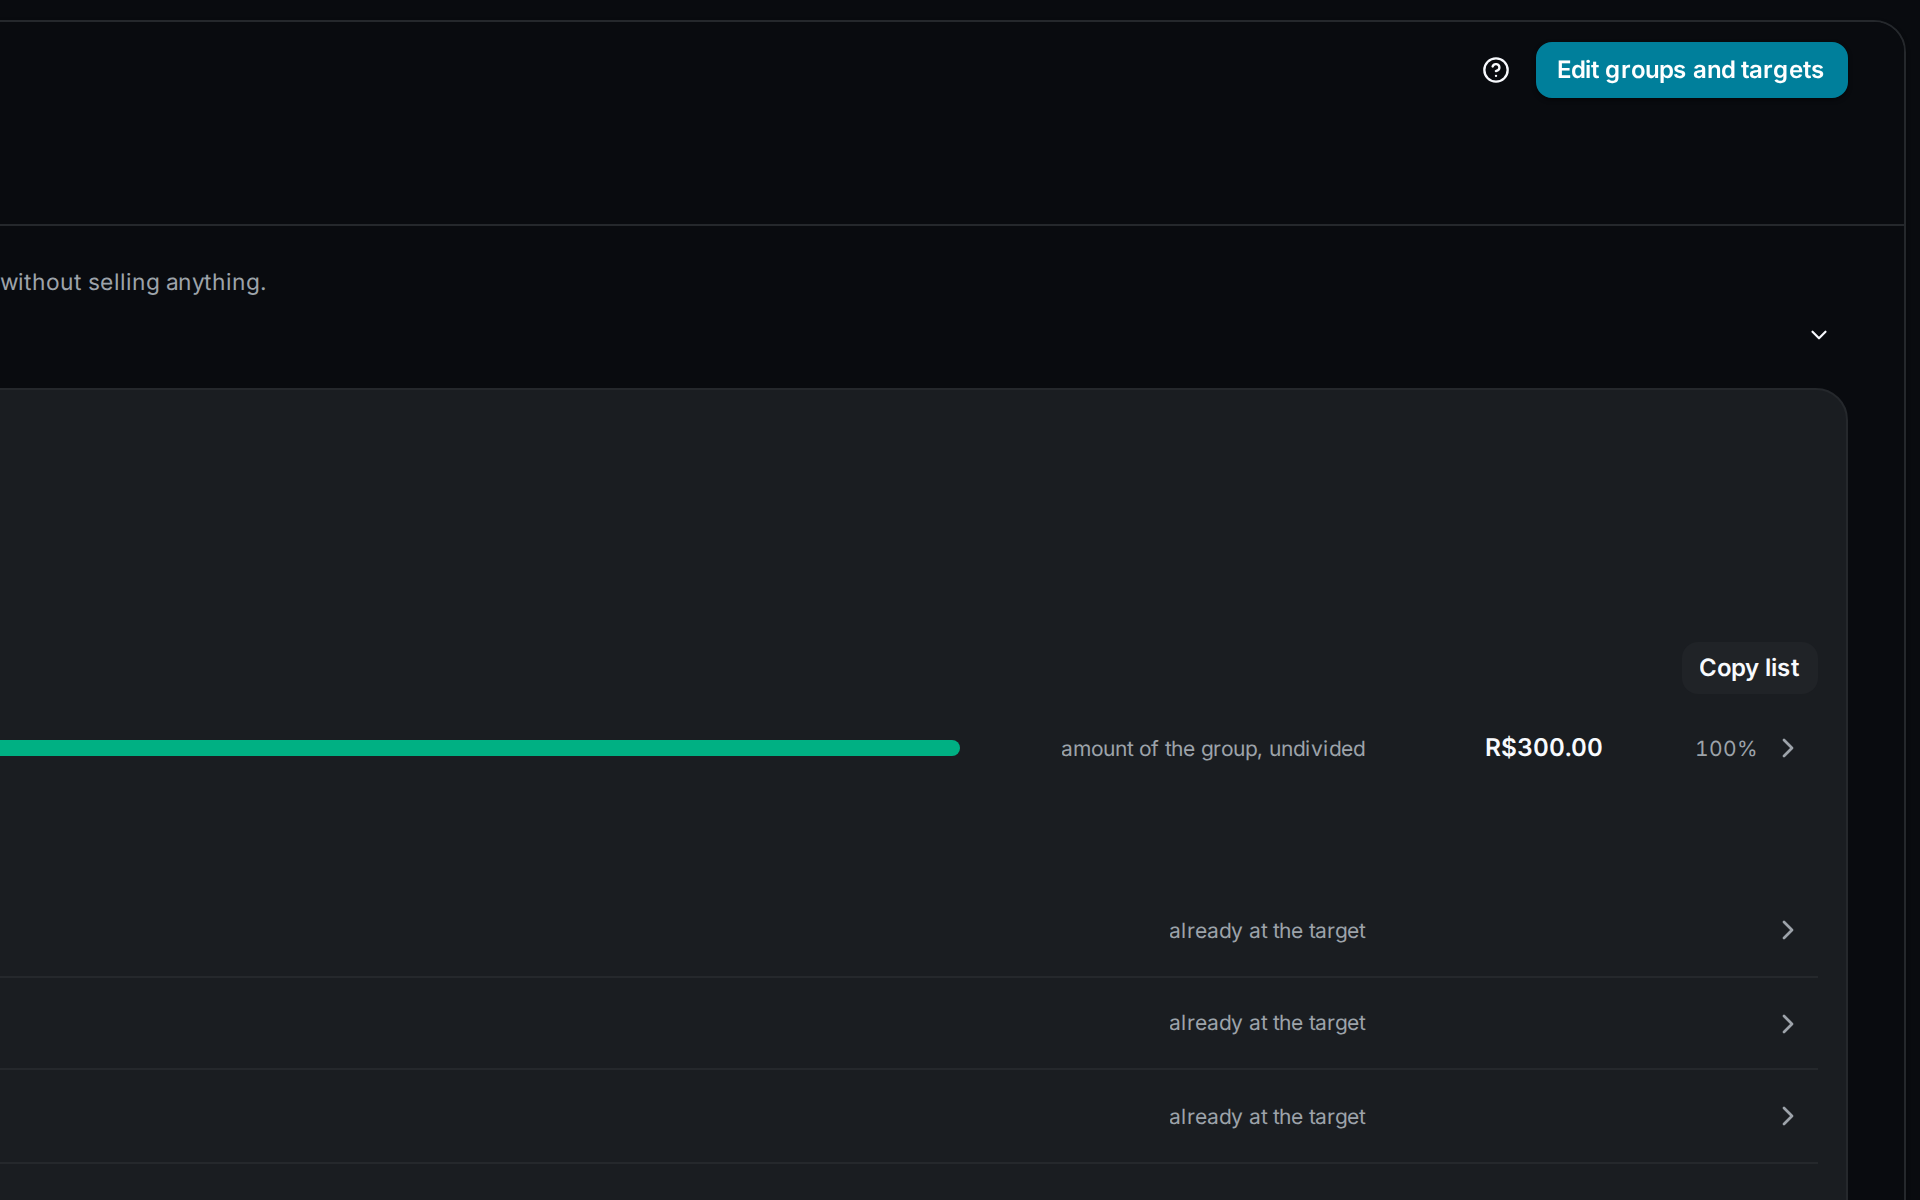 Edit groups and targets
without selling anything.
Copy list
amount of the group, undivided R$300.00 100%
already at the target
already at the target
already at the target